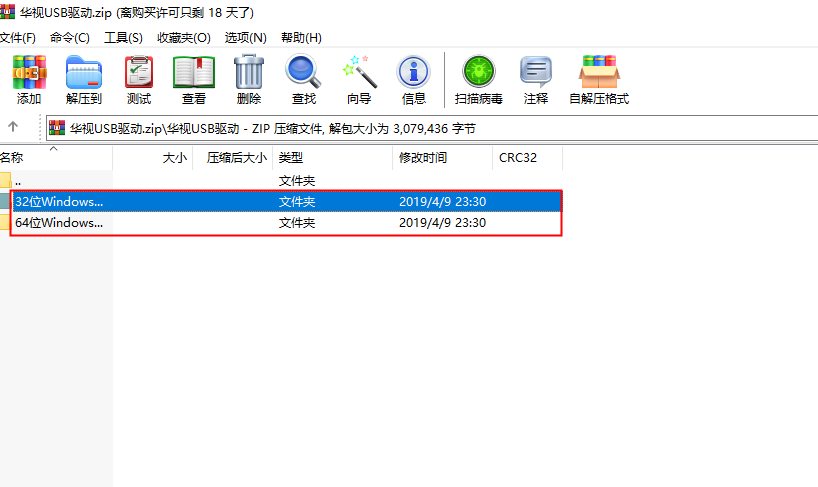 华视USB驱动.zip (离购买许可只剩 18 天了)
文件(F) 命令(C) 工具(S) 收藏夹(O) 选项(N) 帮助(H)
添加 解压到 测试 查看 删除 查找 向导 信息 扫描病毒 注释 自解压格式
华视USB驱动.zip\华视USB驱动 - ZIP 压缩文件, 解包大小为 3,079,436 字节
名称 大小 压缩后大小 类型 修改时间 CRC32
.. 文件夹
32位Windows... 文件夹 2019/4/9 23:30
64位Windows... 文件夹 2019/4/9 23:30